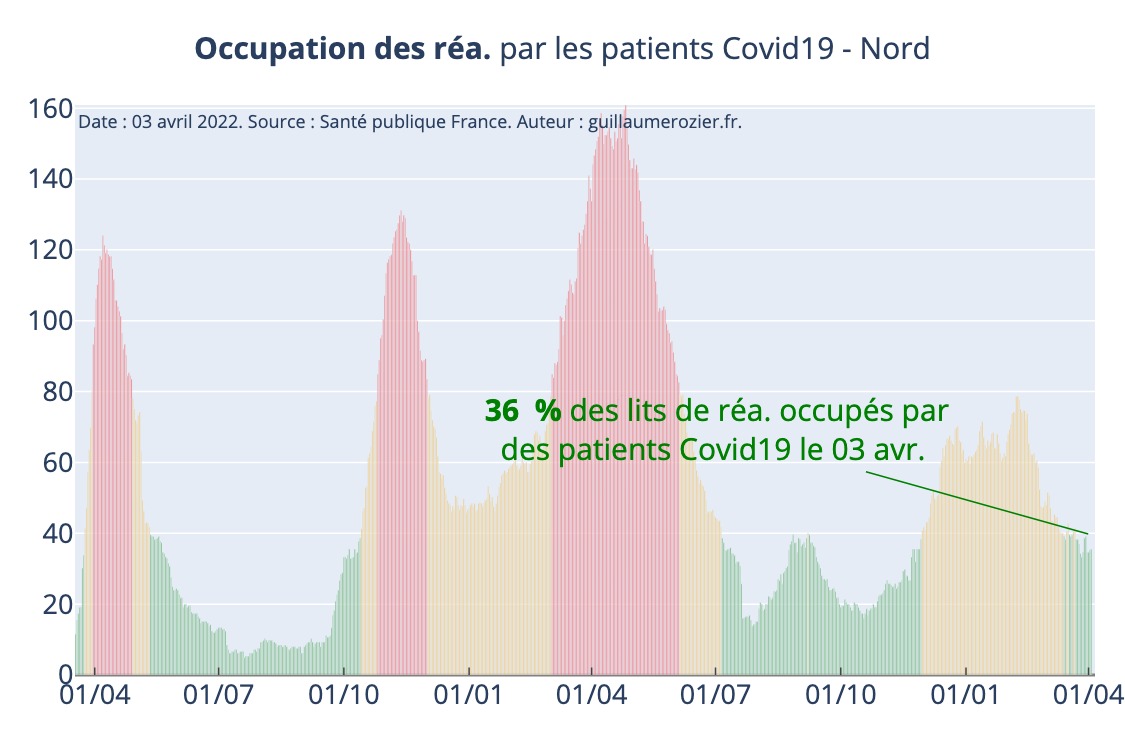 Occupation des réa. par les patients Covid19 - Nord
160
Date : 03 avril 2022. Source : Santé publique France. Auteur : guillaumerozier.fr.
140
120
100
80
36 % des lits de réa. occupés par
des patients Covid19 le 03 avr.
60
40
20
0
01/04 01/07 01/10 01/01 01/04 01/07 01/10 01/01 01/04